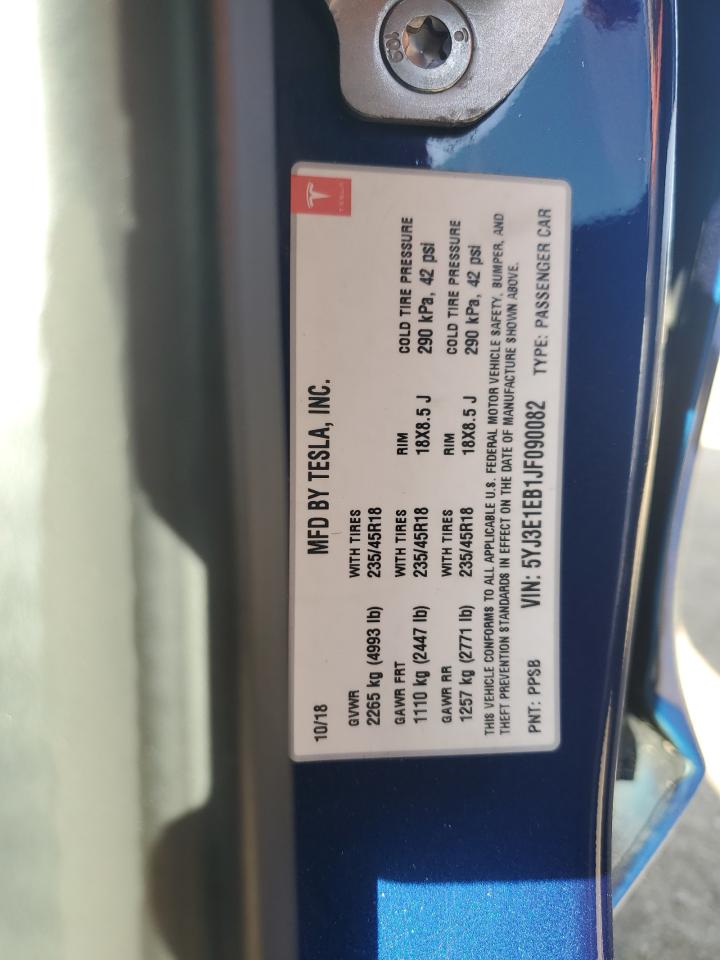 109
TESLA
10/18 MFD BY TESLA, INC.
GVWR WITH TIRES
2265 kg (4993 lb) 235/45R18
GAWR FRT WITH TIRES RIM COLD TIRE PRESSURE
1110 kg (2447 lb) 235/45R18 18X8.5 J 290 kPa, 42 psi
GAWR RR WITH TIRES RIM COLD TIRE PRESSURE
1257 kg (2771 lb) 235/45R18 18X8.5 J 290 kPa, 42 psi
THIS VEHICLE CONFORMS TO ALL APPLICABLE U.S. FEDERAL MOTOR VEHICLE SAFETY, BUMPER, AND
THEFT PREVENTION STANDARDS IN EFFECT ON THE DATE OF MANUFACTURE SHOWN ABOVE.
PNT: PPSB VIN: 5YJ3E1EB1JF090082 TYPE: PASSENGER CAR